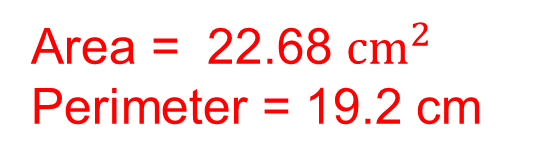 Area = 22.68 cm²
Perimeter = 19.2 cm